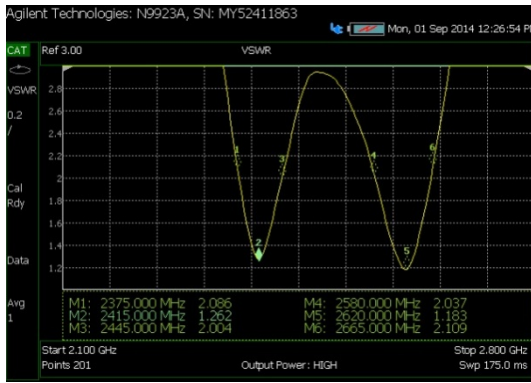 Agilent Technologies: N9923A, SN: MY52411863
Mon, 01 Sep 2014 12:26:54 P
CAT
Ref 3.00
VSWR
VSWR
0.2
/
Cal
Rdy
Data
Avg
1
2.8
2.6
2.4
2.2
2
1.8
1.6
1.4
1.2
1
2
3
4
5
6
M1: 2375.000 MHz 2.086
M2: 2415.000 MHz 1.262
M3: 2445.000 MHz 2.004
M4: 2580.000 MHz 2.037
M5: 2620.000 MHz 1.183
M6: 2665.000 MHz 2.109
Start 2.100 GHz
Stop 2.800 GHz
Points 201
Output Power: HIGH
Swp 175.0 ms